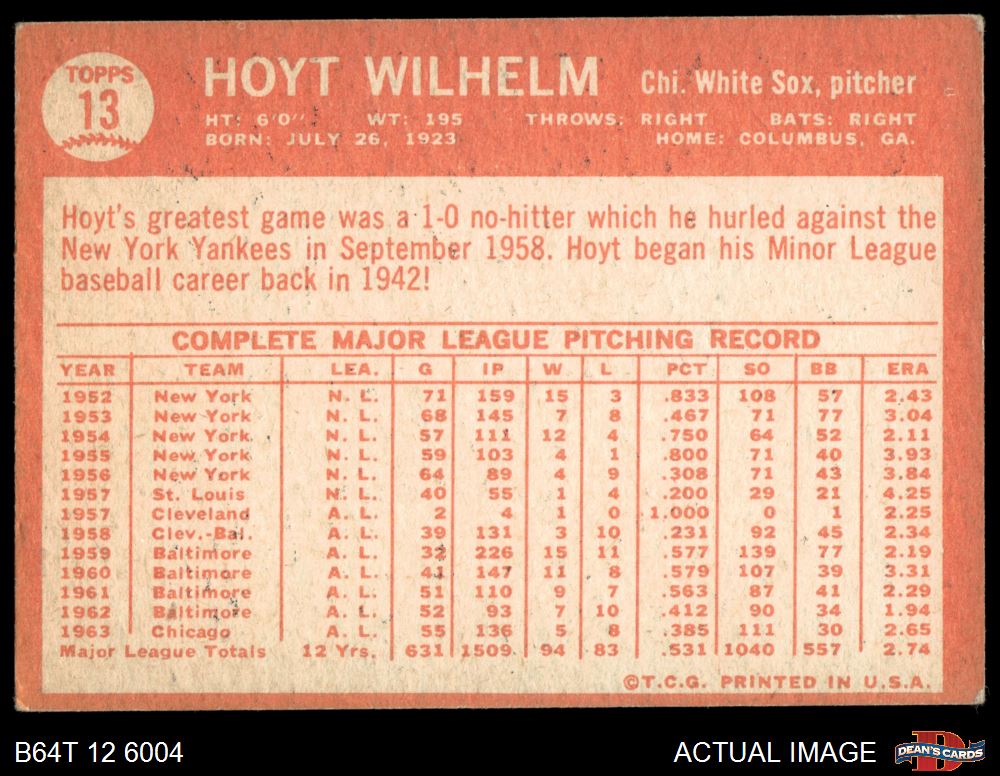 TOPPS
13
HOYT WILHELM Chi. White Sox, pitcher
HT: 6'0" WT: 195 THROWS: RIGHT BATS: RIGHT
BORN: JULY 26, 1923 HOME: COLUMBUS, GA.
Hoyt's greatest game was a 1-0 no-hitter which he hurled against the
New York Yankees in September 1958. Hoyt began his Minor League
baseball career back in 1942!
COMPLETE MAJOR LEAGUE PITCHING RECORD
YEAR TEAM LEA. G IP W L PCT SO BB ERA
1952 New York N. L. 71 159 15 3 .833 108 57 2.43
1953 New York N. L. 68 145 7 8 .467 71 77 3.04
1954 New York N. L. 57 111 12 4 .750 64 52 2.11
1955 New York N. L. 59 103 4 1 .800 71 40 3.93
1956 New York N. L. 64 89 4 9 .308 71 43 3.84
1957 St. Louis N. L. 40 55 1 4 .200 29 21 4.25
1957 Cleveland A. L. 2 4 1 0 1.000 0 1 2.25
1958 Clev.-Bal. A. L. 39 131 3 10 .231 92 45 2.34
1959 Baltimore A. L. 32 226 15 11 .577 139 77 2.19
1960 Baltimore A. L. 41 147 11 8 .579 107 39 3.31
1961 Baltimore A. L. 51 110 9 7 .563 87 41 2.29
1962 Baltimore A. L. 52 93 7 10 .412 90 34 1.94
1963 Chicago A. L. 55 136 5 8 .385 111 30 2.65
Major League Totals 12 Yrs. 631 1509 94 83 .531 1040 557 2.74
©T.C.G. PRINTED IN U.S.A.
B64T 12 6004 ACTUAL IMAGE DEAN'S CARDS